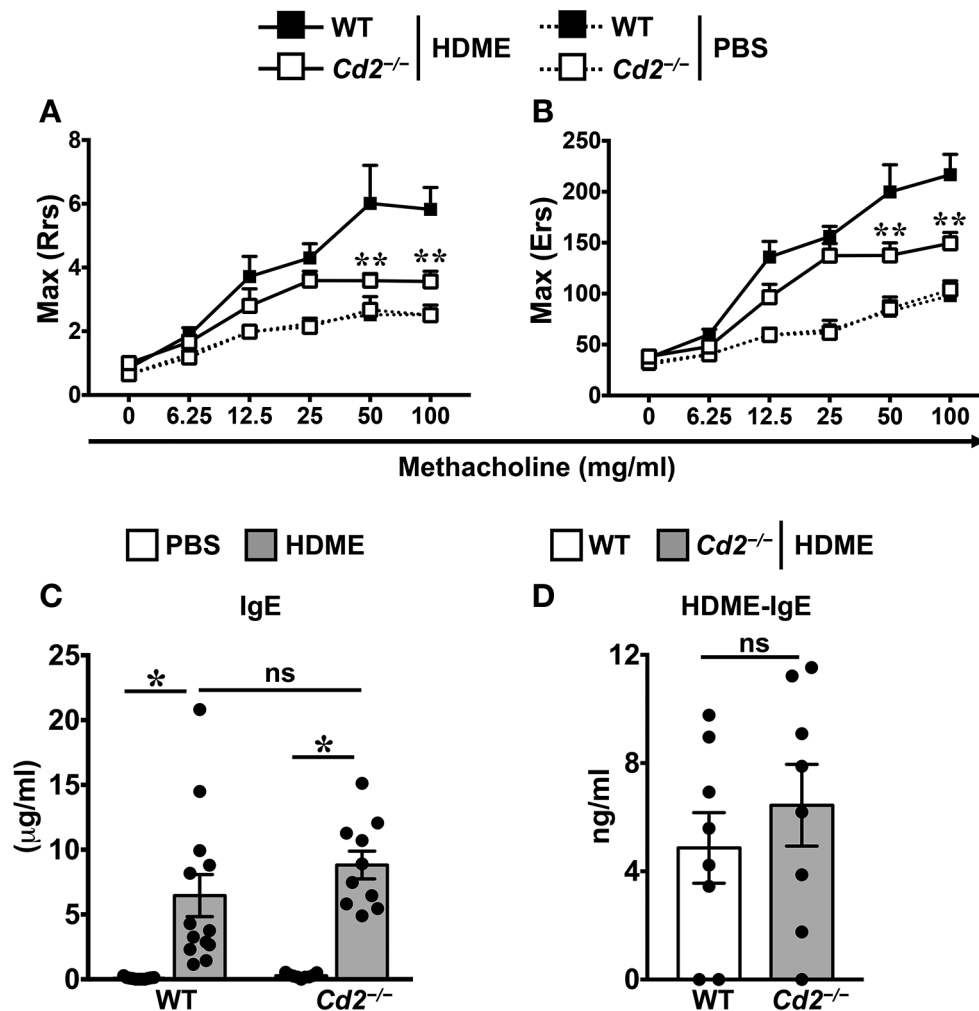 WT
Cd2−/−
HDME
WT
Cd2−/−
PBS
A
Max (Rrs)
8
6
4
2
0
0 6.25 12.5 25 50 100
** **
B
Max (Ers)
250
200
150
100
50
0
0 6.25 12.5 25 50 100
** **
Methacholine (mg/ml)
PBS HDME
C
IgE
(μg/ml)
25
20
15
10
5
0
* ns *
WT Cd2−/−
WT Cd2−/− HDME
D
HDME-IgE
ng/ml
12
8
4
0
ns
WT Cd2−/−